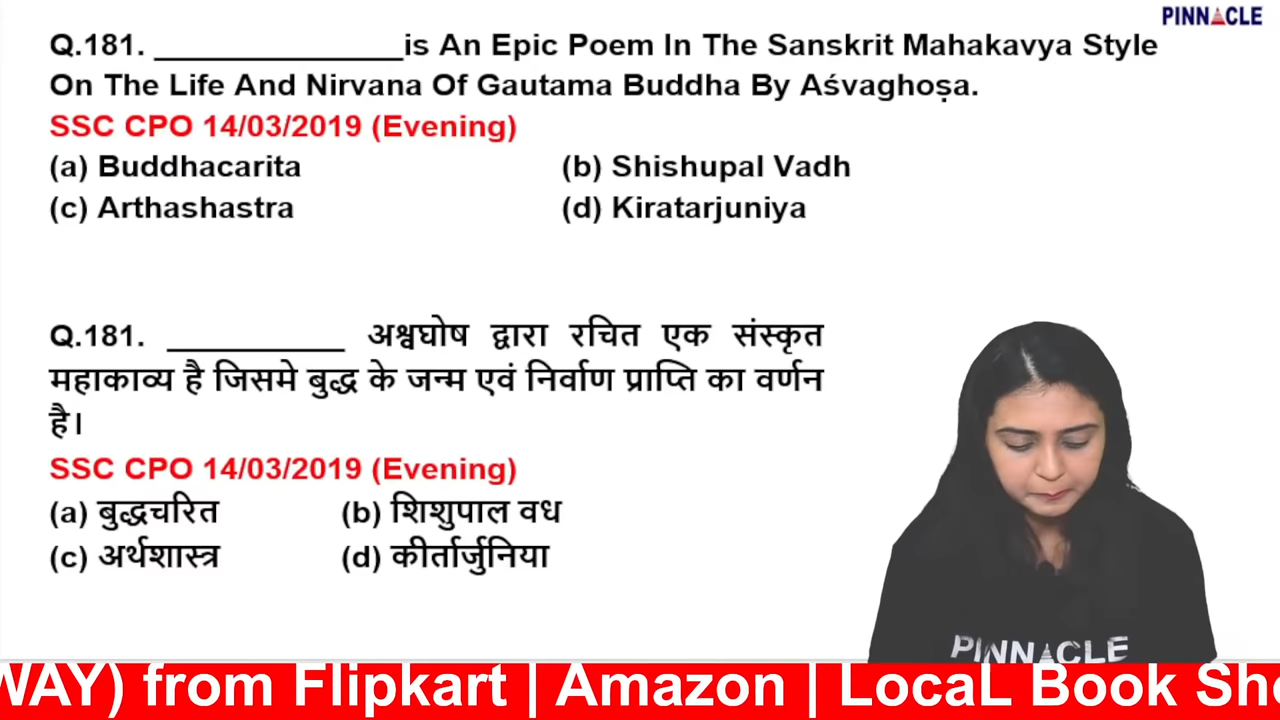 PINNACLE
Q.181. _______________is An Epic Poem In The Sanskrit Mahakavya Style
On The Life And Nirvana Of Gautama Buddha By Aśvaghoṣa.
SSC CPO 14/03/2019 (Evening)
(a) Buddhacarita (b) Shishupal Vadh
(c) Arthashastra (d) Kiratarjuniya
Q.181. ___________ अश्वघोष द्वारा रचित एक संस्कृत
महाकाव्य है जिसमे बुद्ध के जन्म एवं निर्वाण प्राप्ति का वर्णन
है।
SSC CPO 14/03/2019 (Evening)
(a) बुद्धचरित (b) शिशुपाल वध
(c) अर्थशास्त्र (d) कीर्तार्जुनिया
PINNACLE
WAY) from Flipkart | Amazon | LocaL Book Sho